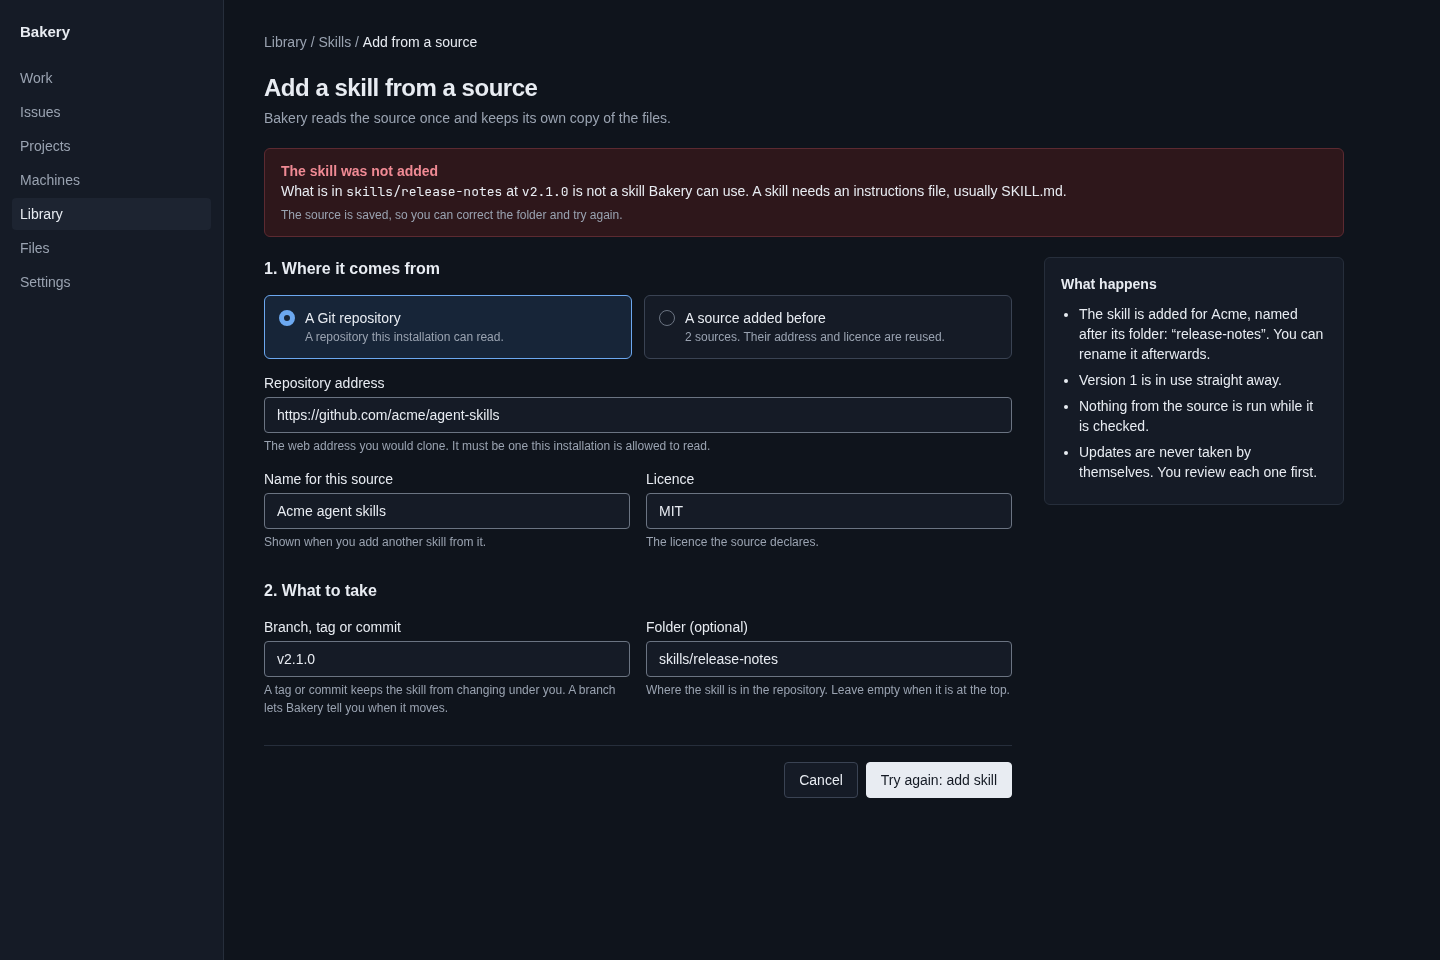 Bakery
Work
Issues
Projects
Machines
Library
Files
Settings
Library / Skills / Add from a source
Add a skill from a source
Bakery reads the source once and keeps its own copy of the files.
The skill was not added
What is in skills/release-notes at v2.1.0 is not a skill Bakery can use. A skill needs an instructions file, usually SKILL.md.
The source is saved, so you can correct the folder and try again.
1. Where it comes from
A Git repository
A repository this installation can read.
A source added before
2 sources. Their address and licence are reused.
Repository address
https://github.com/acme/agent-skills
The web address you would clone. It must be one this installation is allowed to read.
Name for this source
Acme agent skills
Shown when you add another skill from it.
Licence
MIT
The licence the source declares.
2. What to take
Branch, tag or commit
v2.1.0
A tag or commit keeps the skill from changing under you. A branch
lets Bakery tell you when it moves.
Folder (optional)
skills/release-notes
Where the skill is in the repository. Leave empty when it is at the top.
Cancel
Try again: add skill
What happens
• The skill is added for Acme, named
after its folder: “release-notes”. You can
rename it afterwards.
• Version 1 is in use straight away.
• Nothing from the source is run while it
is checked.
• Updates are never taken by
themselves. You review each one first.